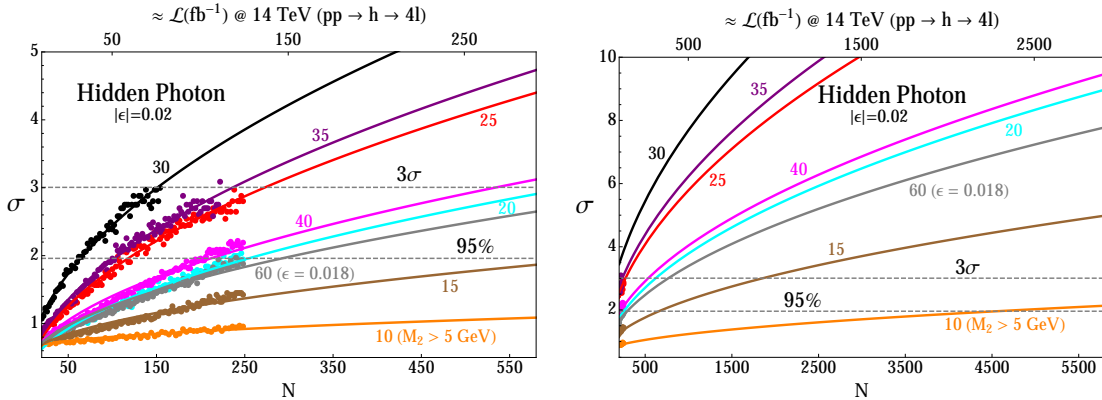 ≈ ℒ(fb⁻¹) @ 14 TeV (pp → h → 4l)
50 150 250
5
4
3
2
1
σ
Hidden Photon
|ϵ|=0.02
30
35
25
3σ
40
20
95%
60 (ϵ = 0.018)
15
10 (M₂ > 5 GeV)
50 150 250 350 450 550
N
≈ ℒ(fb⁻¹) @ 14 TeV (pp → h → 4l)
500 1500 2500
10
8
6
4
2
σ
Hidden Photon
|ϵ|=0.02
30
35
25
40
20
60 (ϵ = 0.018)
15
3σ
95%
10 (M₂ > 5 GeV)
500 1500 2500 3500 4500 5500
N